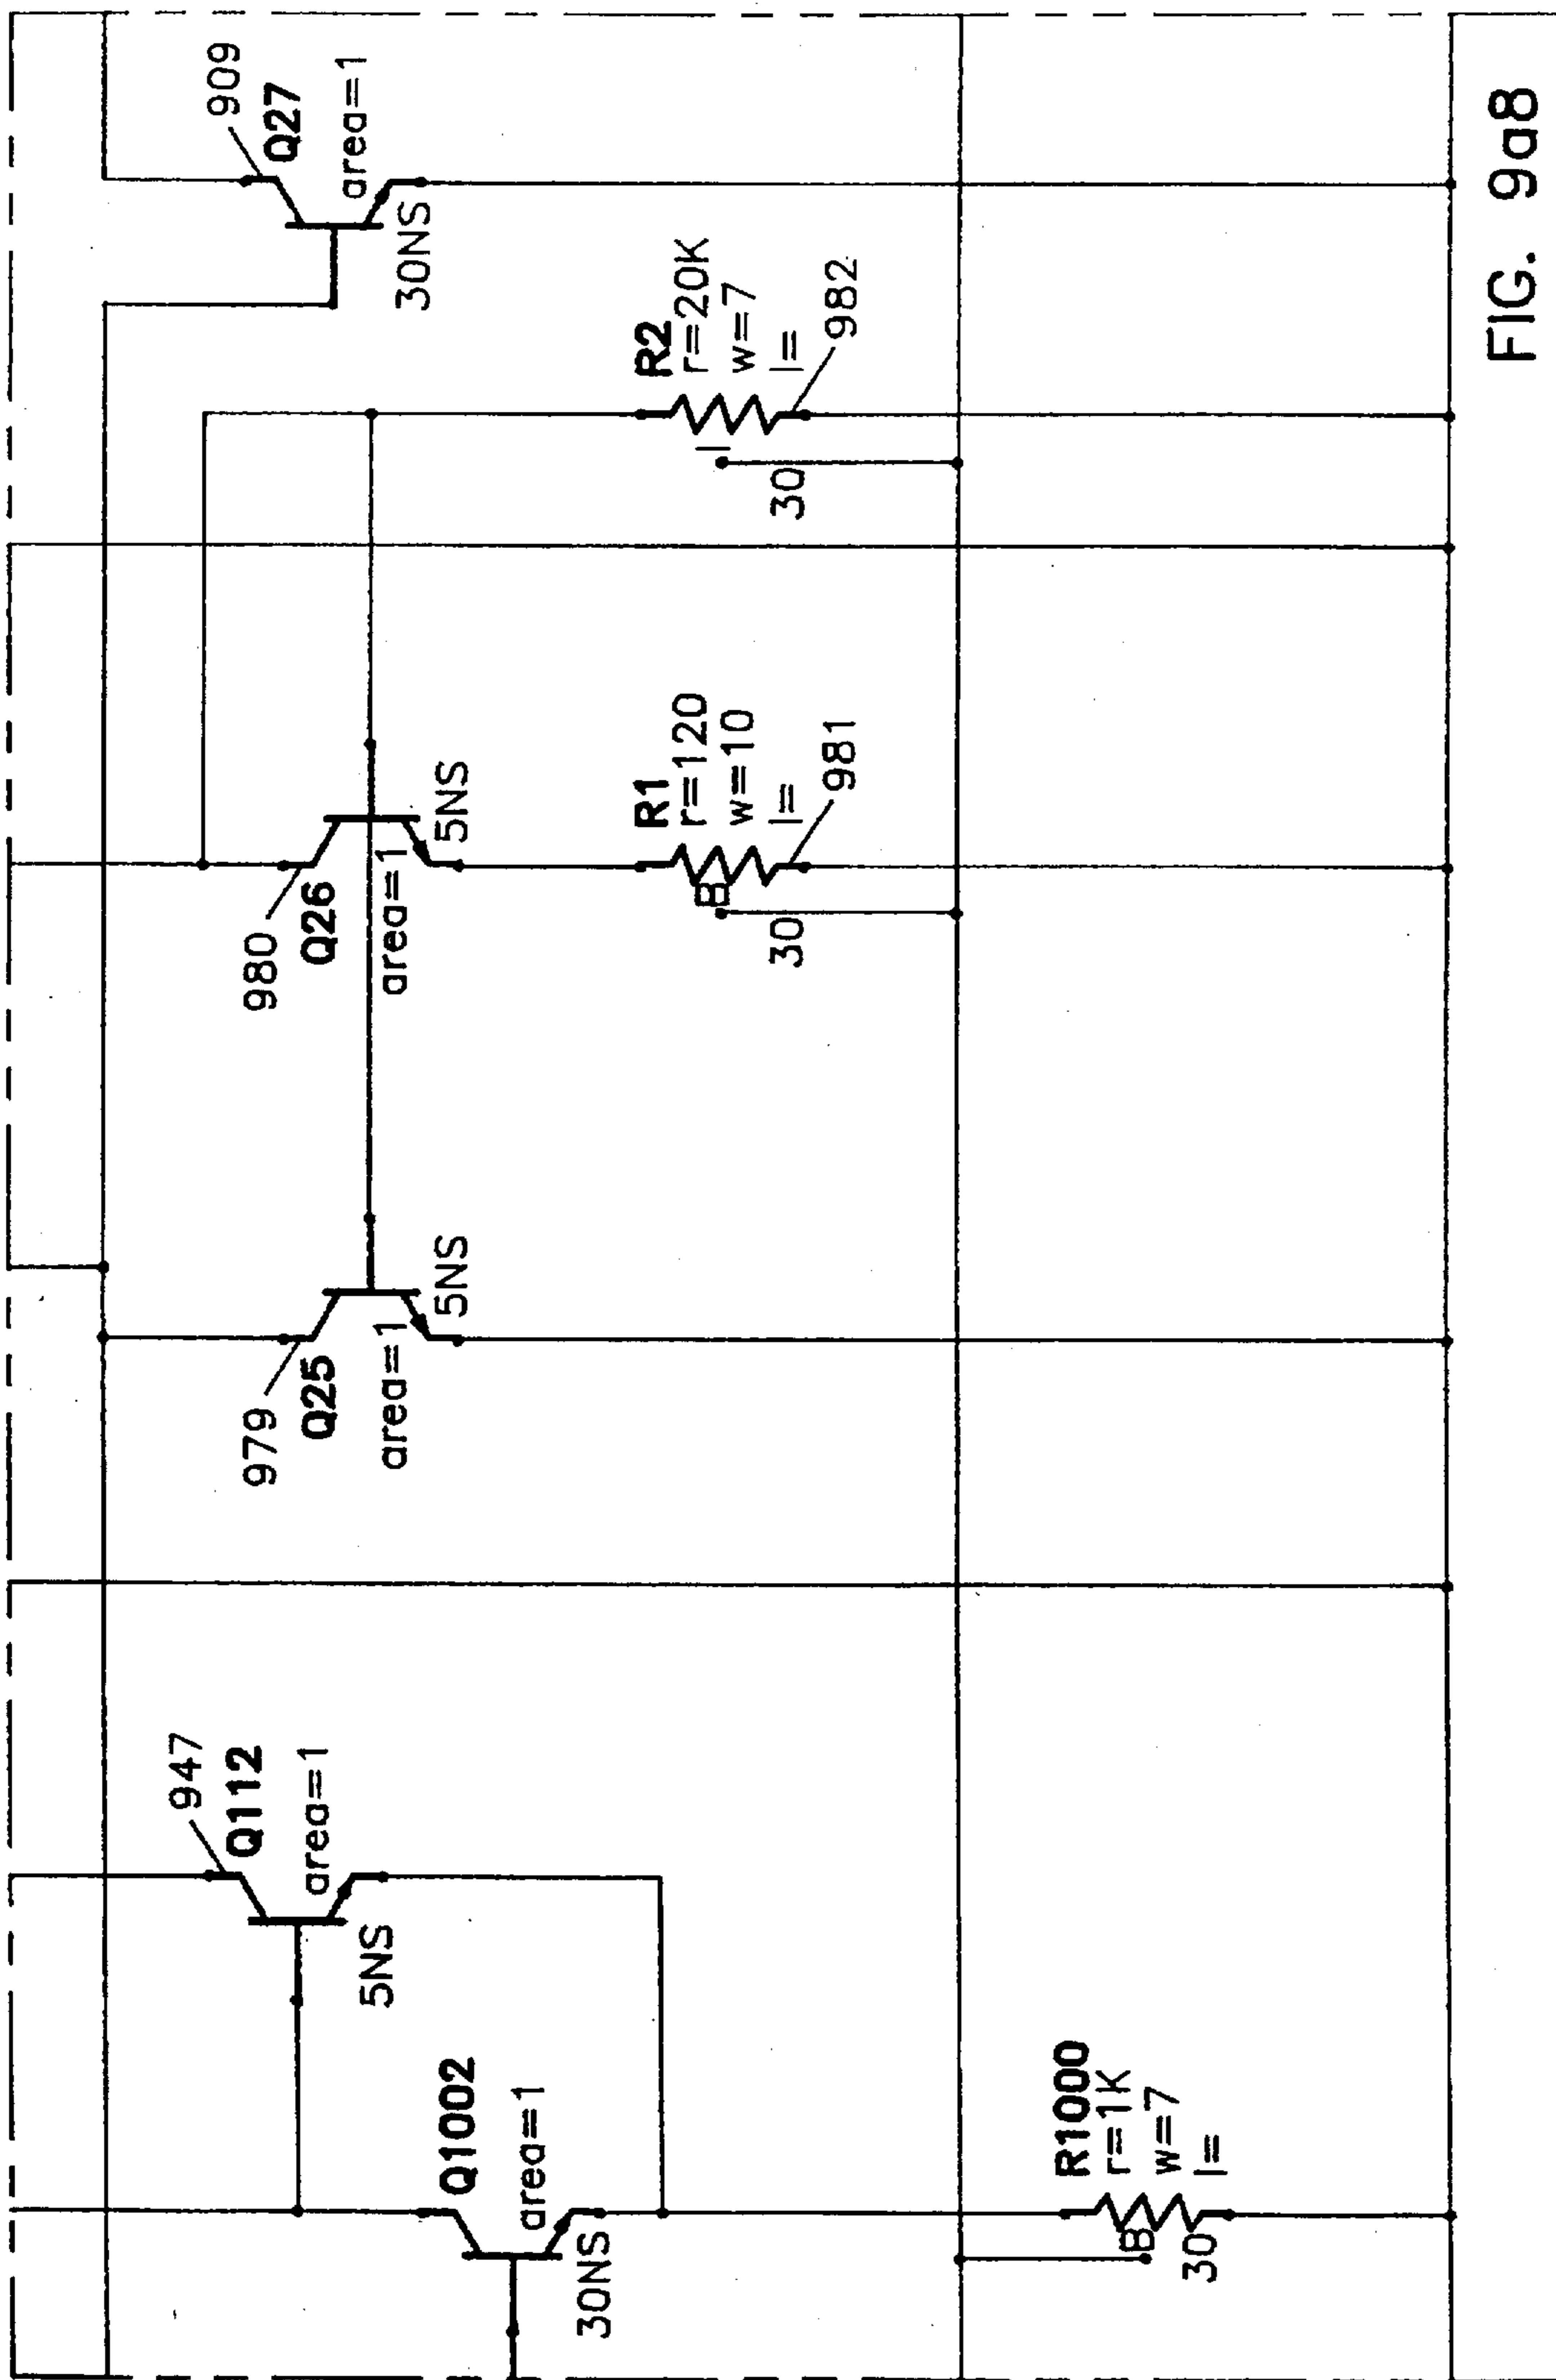 947
Q112
area=1
5NS
Q1002
area=1
30NS
R1000
r=1K
w=7
l=
B
30
979
Q25
area=1
5NS
980
Q26
area=1
5NS
R1
r=120
w=10
l=
981
B
30
R2
r=20K
w=7
l=
982
30
909
Q27
area=1
30NS
FIG. 9a8